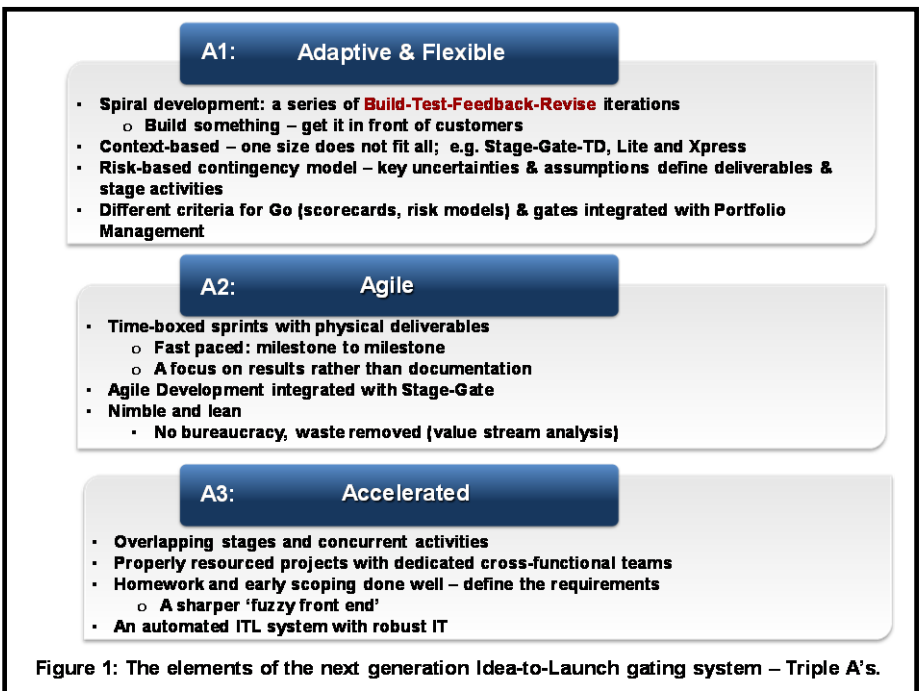 A1: Adaptive & Flexible
▪ Spiral development: a series of Build-Test-Feedback-Revise iterations
o Build something – get it in front of customers
▪ Context-based – one size does not fit all; e.g. Stage-Gate-TD, Lite and Xpress
▪ Risk-based contingency model – key uncertainties & assumptions define deliverables &
stage activities
▪ Different criteria for Go (scorecards, risk models) & gates integrated with Portfolio
Management
A2: Agile
▪ Time-boxed sprints with physical deliverables
o Fast paced: milestone to milestone
o A focus on results rather than documentation
▪ Agile Development integrated with Stage-Gate
▪ Nimble and lean
▪ No bureaucracy, waste removed (value stream analysis)
A3: Accelerated
▪ Overlapping stages and concurrent activities
▪ Properly resourced projects with dedicated cross-functional teams
▪ Homework and early scoping done well – define the requirements
o A sharper ‘fuzzy front end’
▪ An automated ITL system with robust IT
Figure 1: The elements of the next generation Idea-to-Launch gating system – Triple A’s.